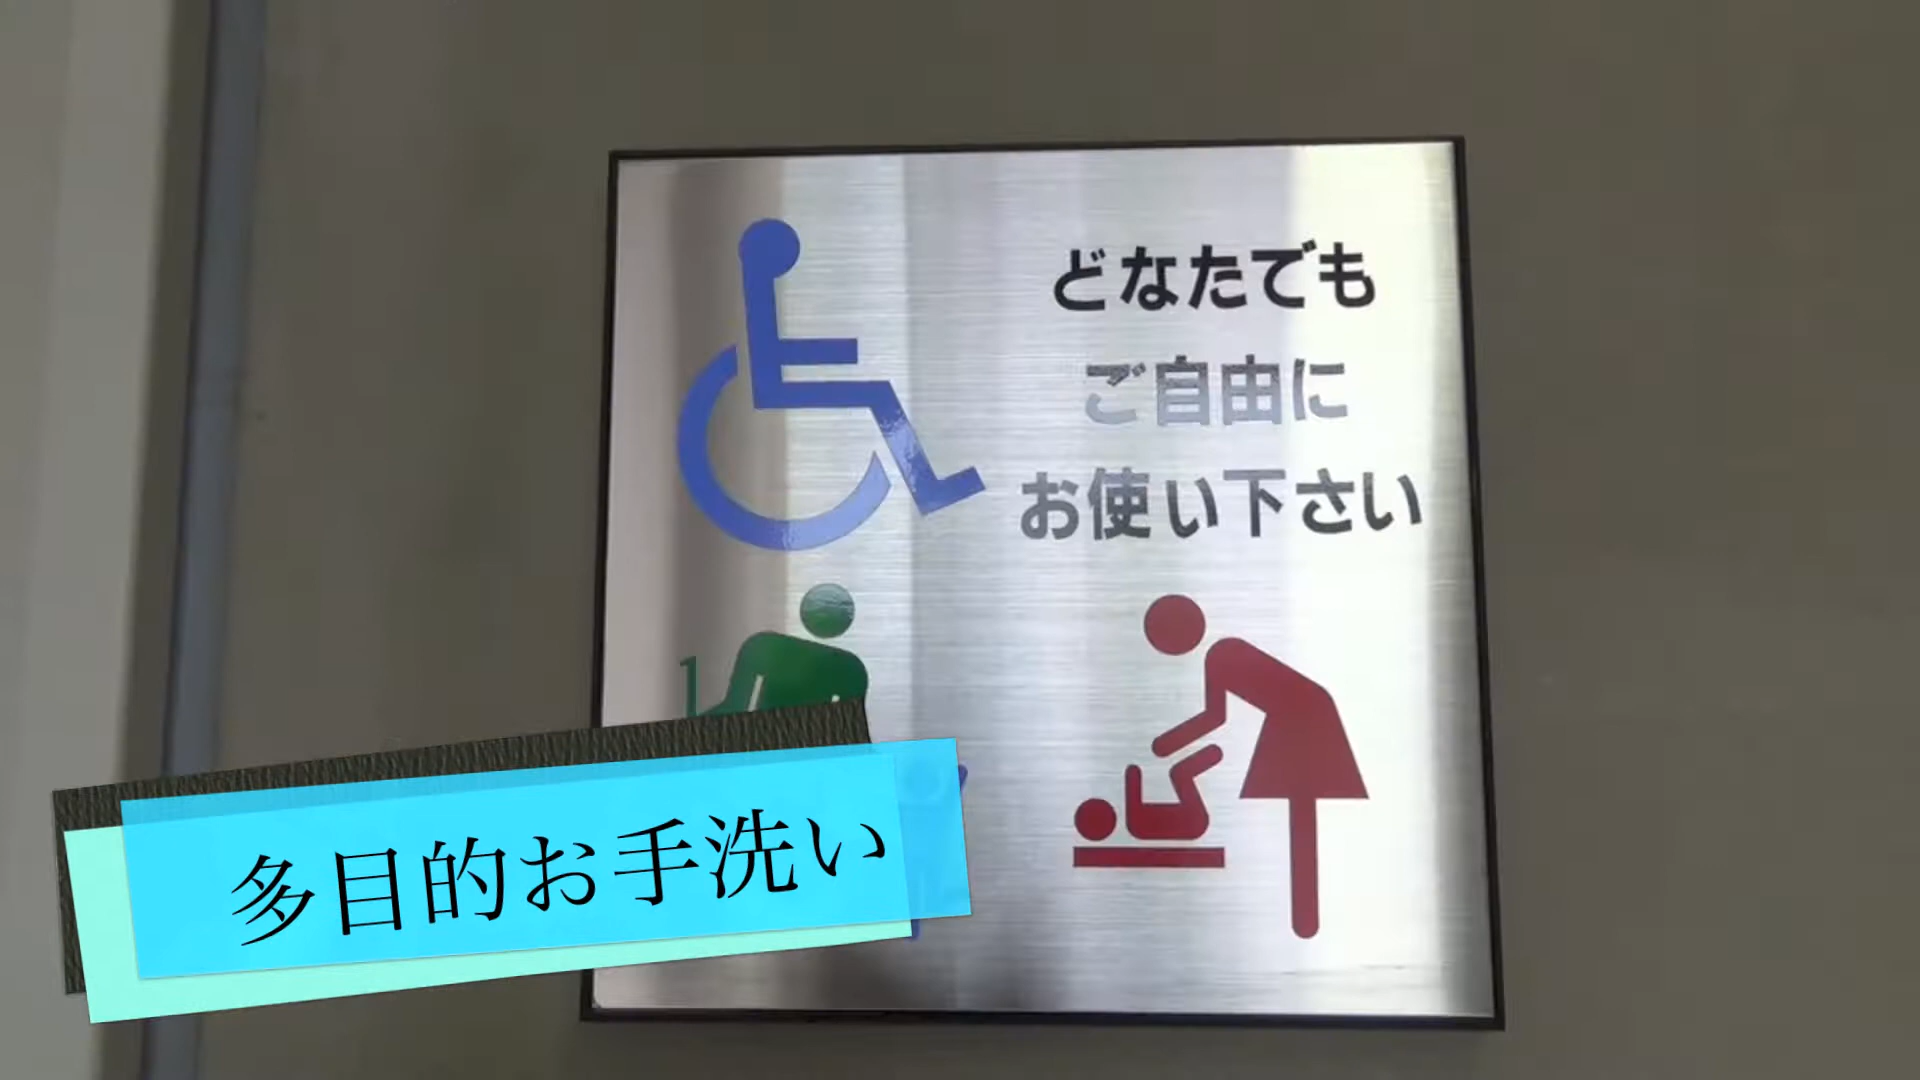 どなたでも
ご自由に
お使い下さい
多目的お手洗い